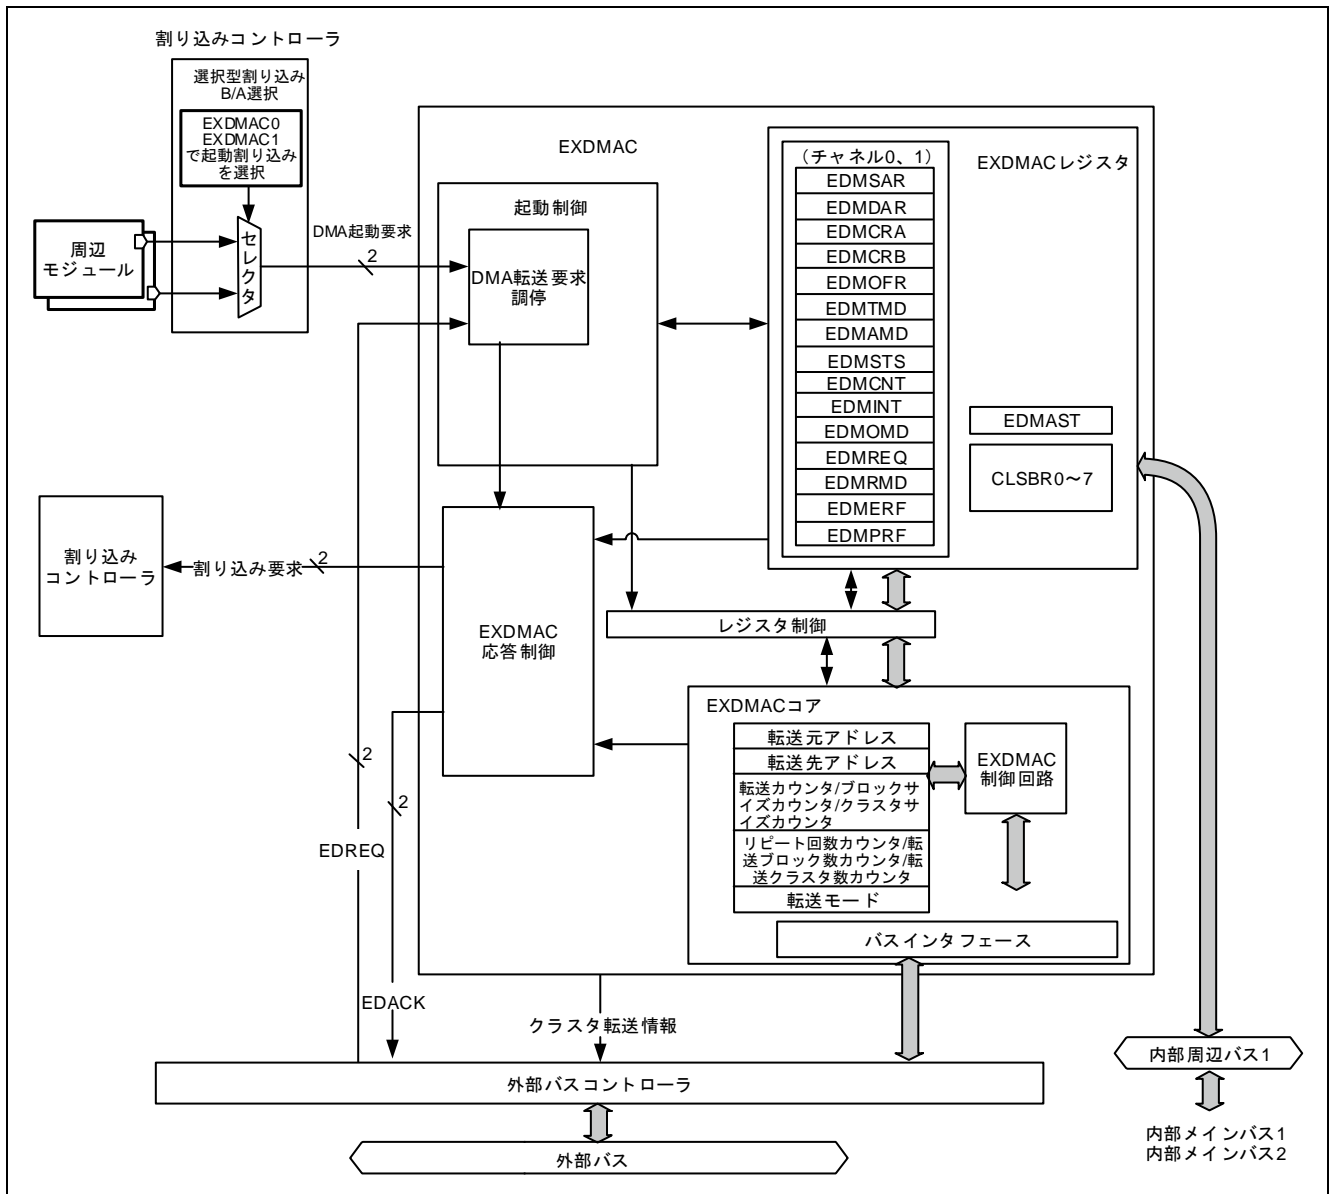 割り込みコントローラ
選択型割り込み
B/A選択
EXDMAC0
EXDMAC1
で起動割り込み
を選択
周辺
モジュール
セレクタ
DMA起動要求
2
EXDMAC
起動制御
DMA転送要求
調停
(チャネル0、1)
EXDMACレジスタ
EDMSAR
EDMDAR
EDMCRA
EDMCRB
EDMOFR
EDMTMD
EDMAMD
EDMSTS
EDMCNT
EDMINT
EDMOMD
EDMREQ
EDMRMD
EDMERF
EDMPRF
EDMAST
CLSBR0～7
割り込み
コントローラ
割り込み要求
2
EXDMAC
応答制御
レジスタ制御
EXDMACコア
転送元アドレス
転送先アドレス
転送カウンタ/ブロックサ
イズカウンタ/クラスタサ
イズカウンタ
リピート回数カウンタ/転
送ブロック数カウンタ/転
送クラスタ数カウンタ
転送モード
EXDMAC
制御回路
バスインタフェース
2
2
EDREQ
EDACK
クラスタ転送情報
外部バスコントローラ
外部バス
内部周辺バス1
内部メインバス1
内部メインバス2